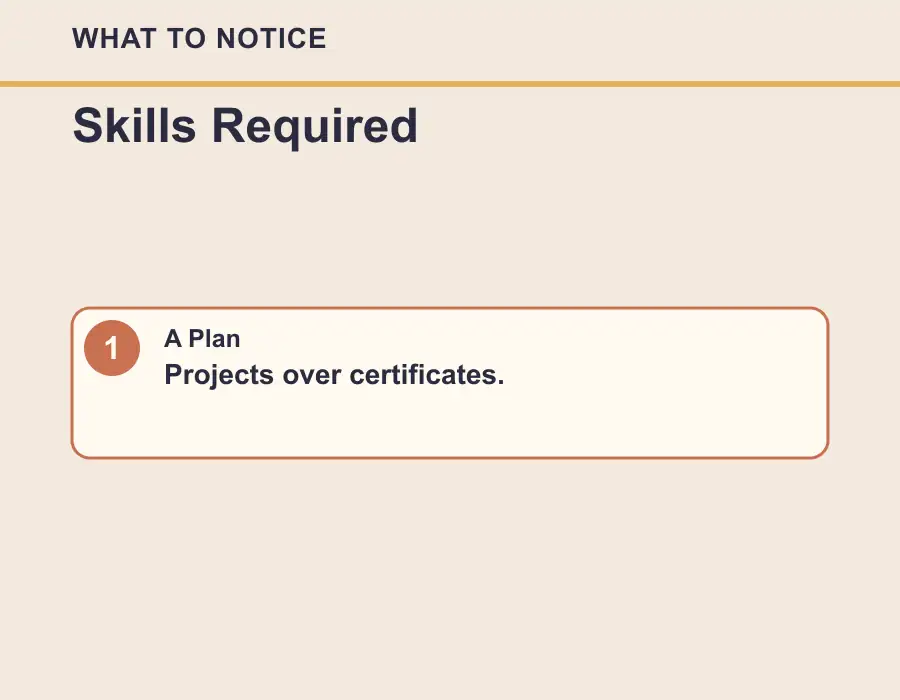 WHAT TO NOTICE
Skills Required
1
A Plan
Projects over certificates.